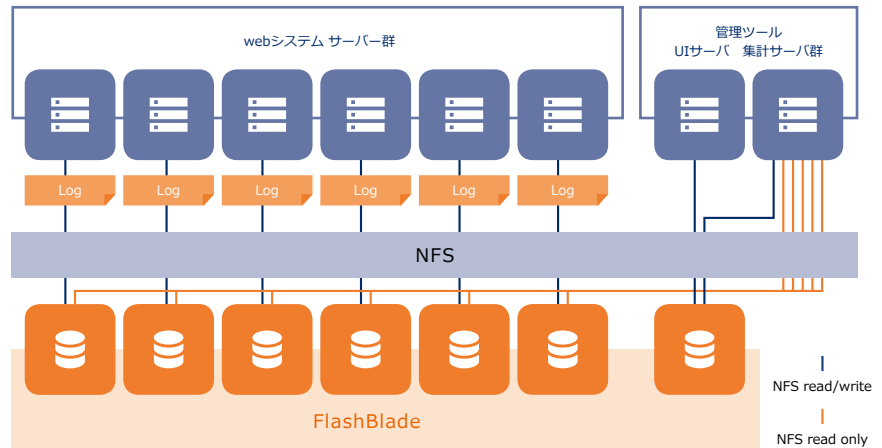 webシステム サーバー群
管理ツール
UIサーバ 集計サーバ群
Log
Log
Log
Log
Log
Log
NFS
FlashBlade
NFS read/write
NFS read only